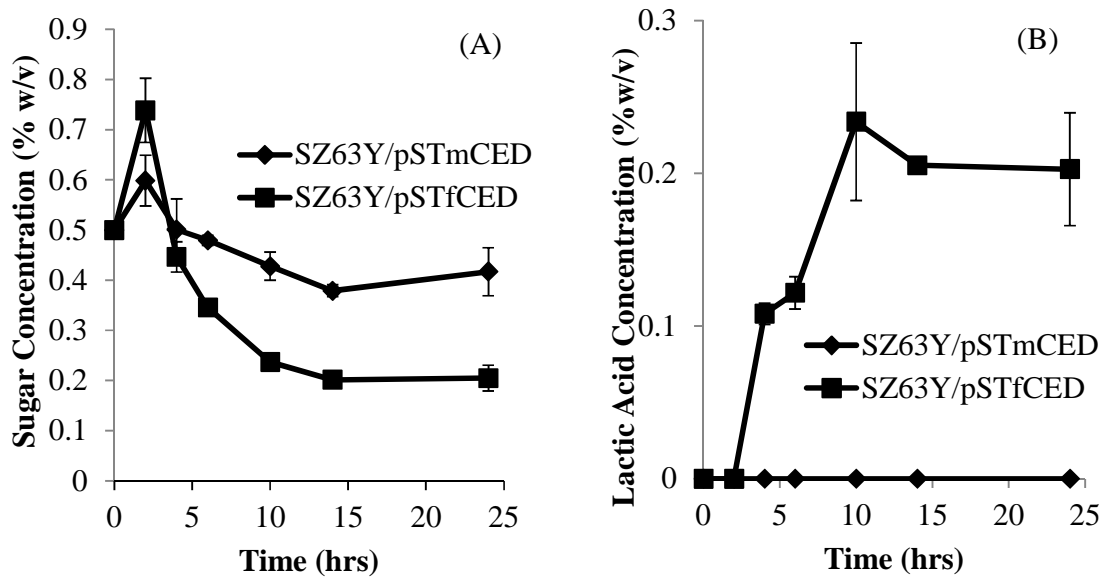 (A)
Sugar Concentration (% w/v)
0.9
0.8
0.7
0.6
0.5
0.4
0.3
0.2
0.1
0
SZ63Y/pSTmCED
SZ63Y/pSTfCED
0 5 10 15 20 25
Time (hrs)
(B)
Lactic Acid Concentration (%w/v)
0.3
0.2
0.1
0
SZ63Y/pSTmCED
SZ63Y/pSTfCED
0 5 10 15 20 25
Time (hrs)